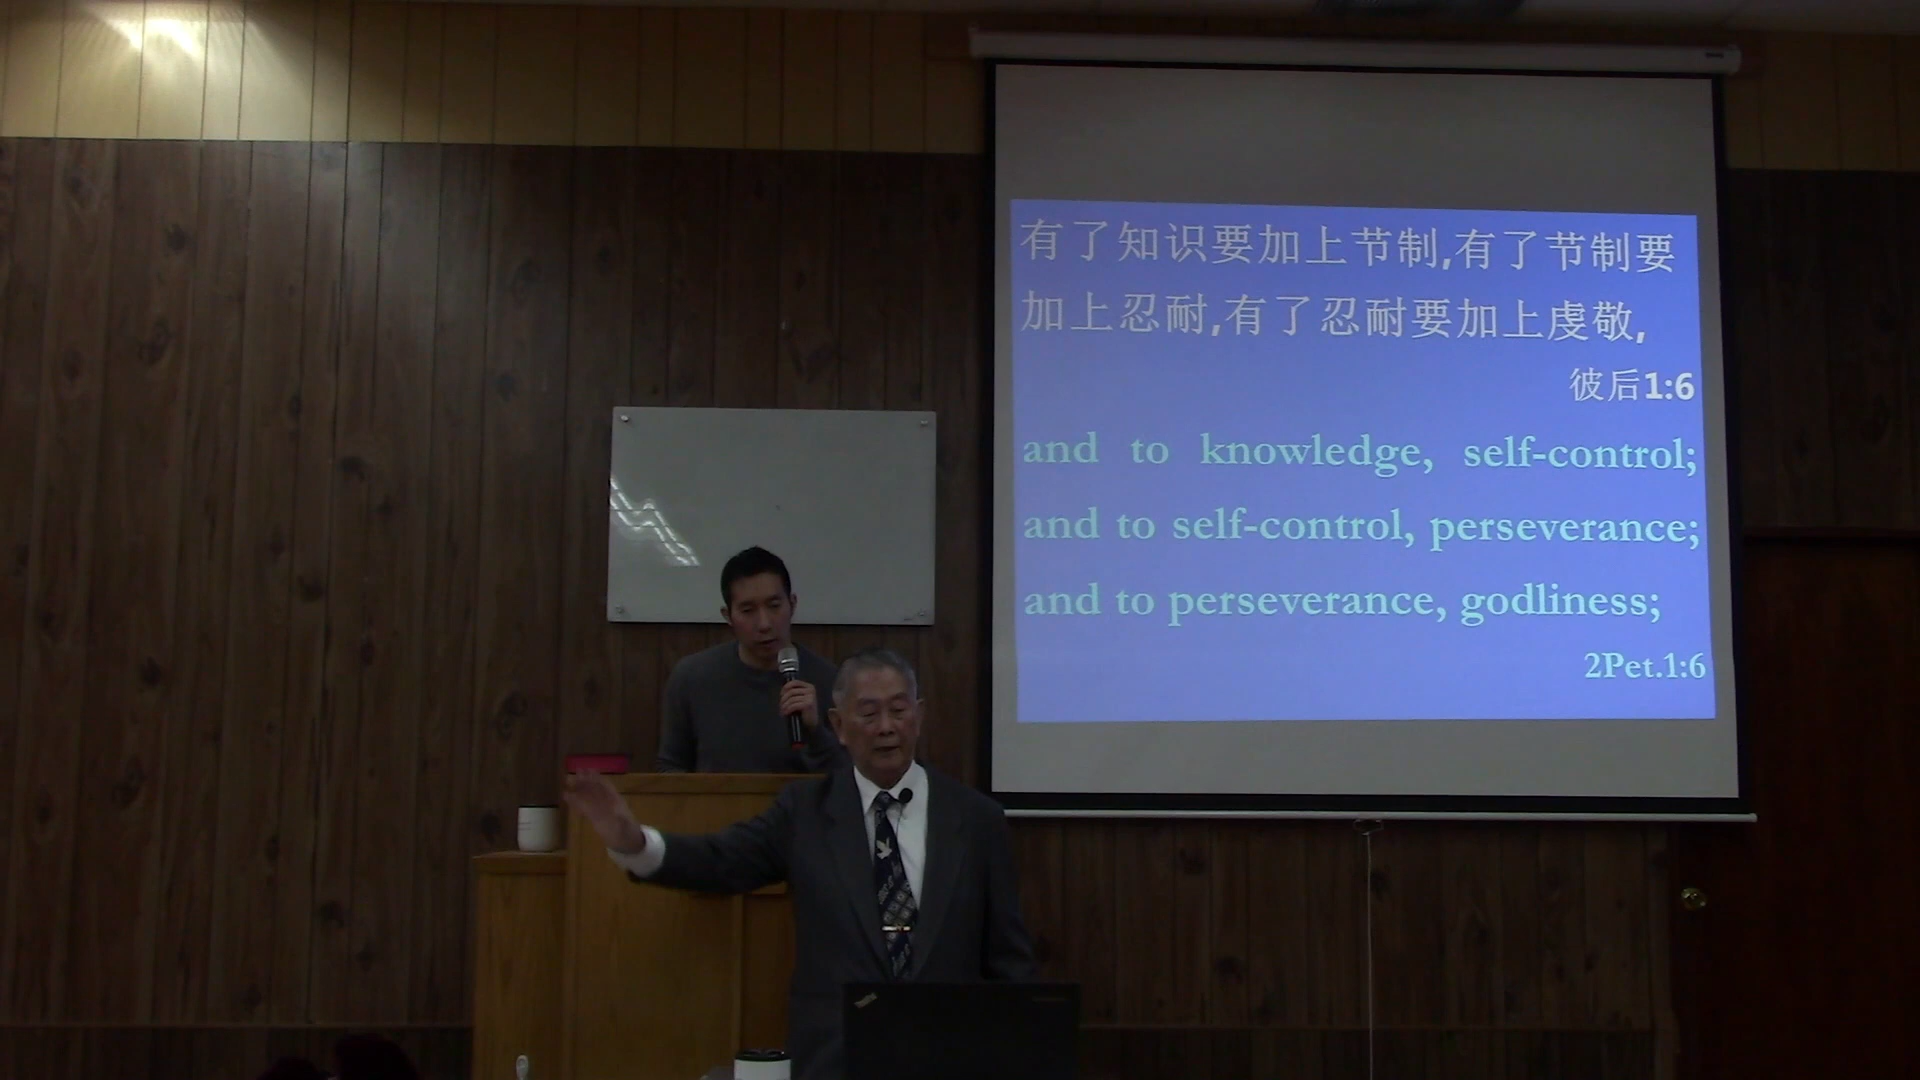 有了知识要加上节制,有了节制要
加上忍耐,有了忍耐要加上虔敬,
彼后1:6
and to knowledge, self-control;
and to self-control, perseverance;
and to perseverance, godliness;
2Pet.1:6
ThinkPad